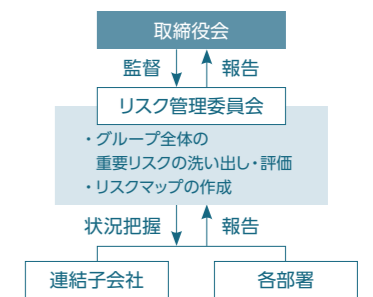 取締役会
監督 報告
リスク管理委員会
・グループ全体の
重要リスクの洗い出し・評価
・リスクマップの作成
状況把握 報告
連結子会社 各部署